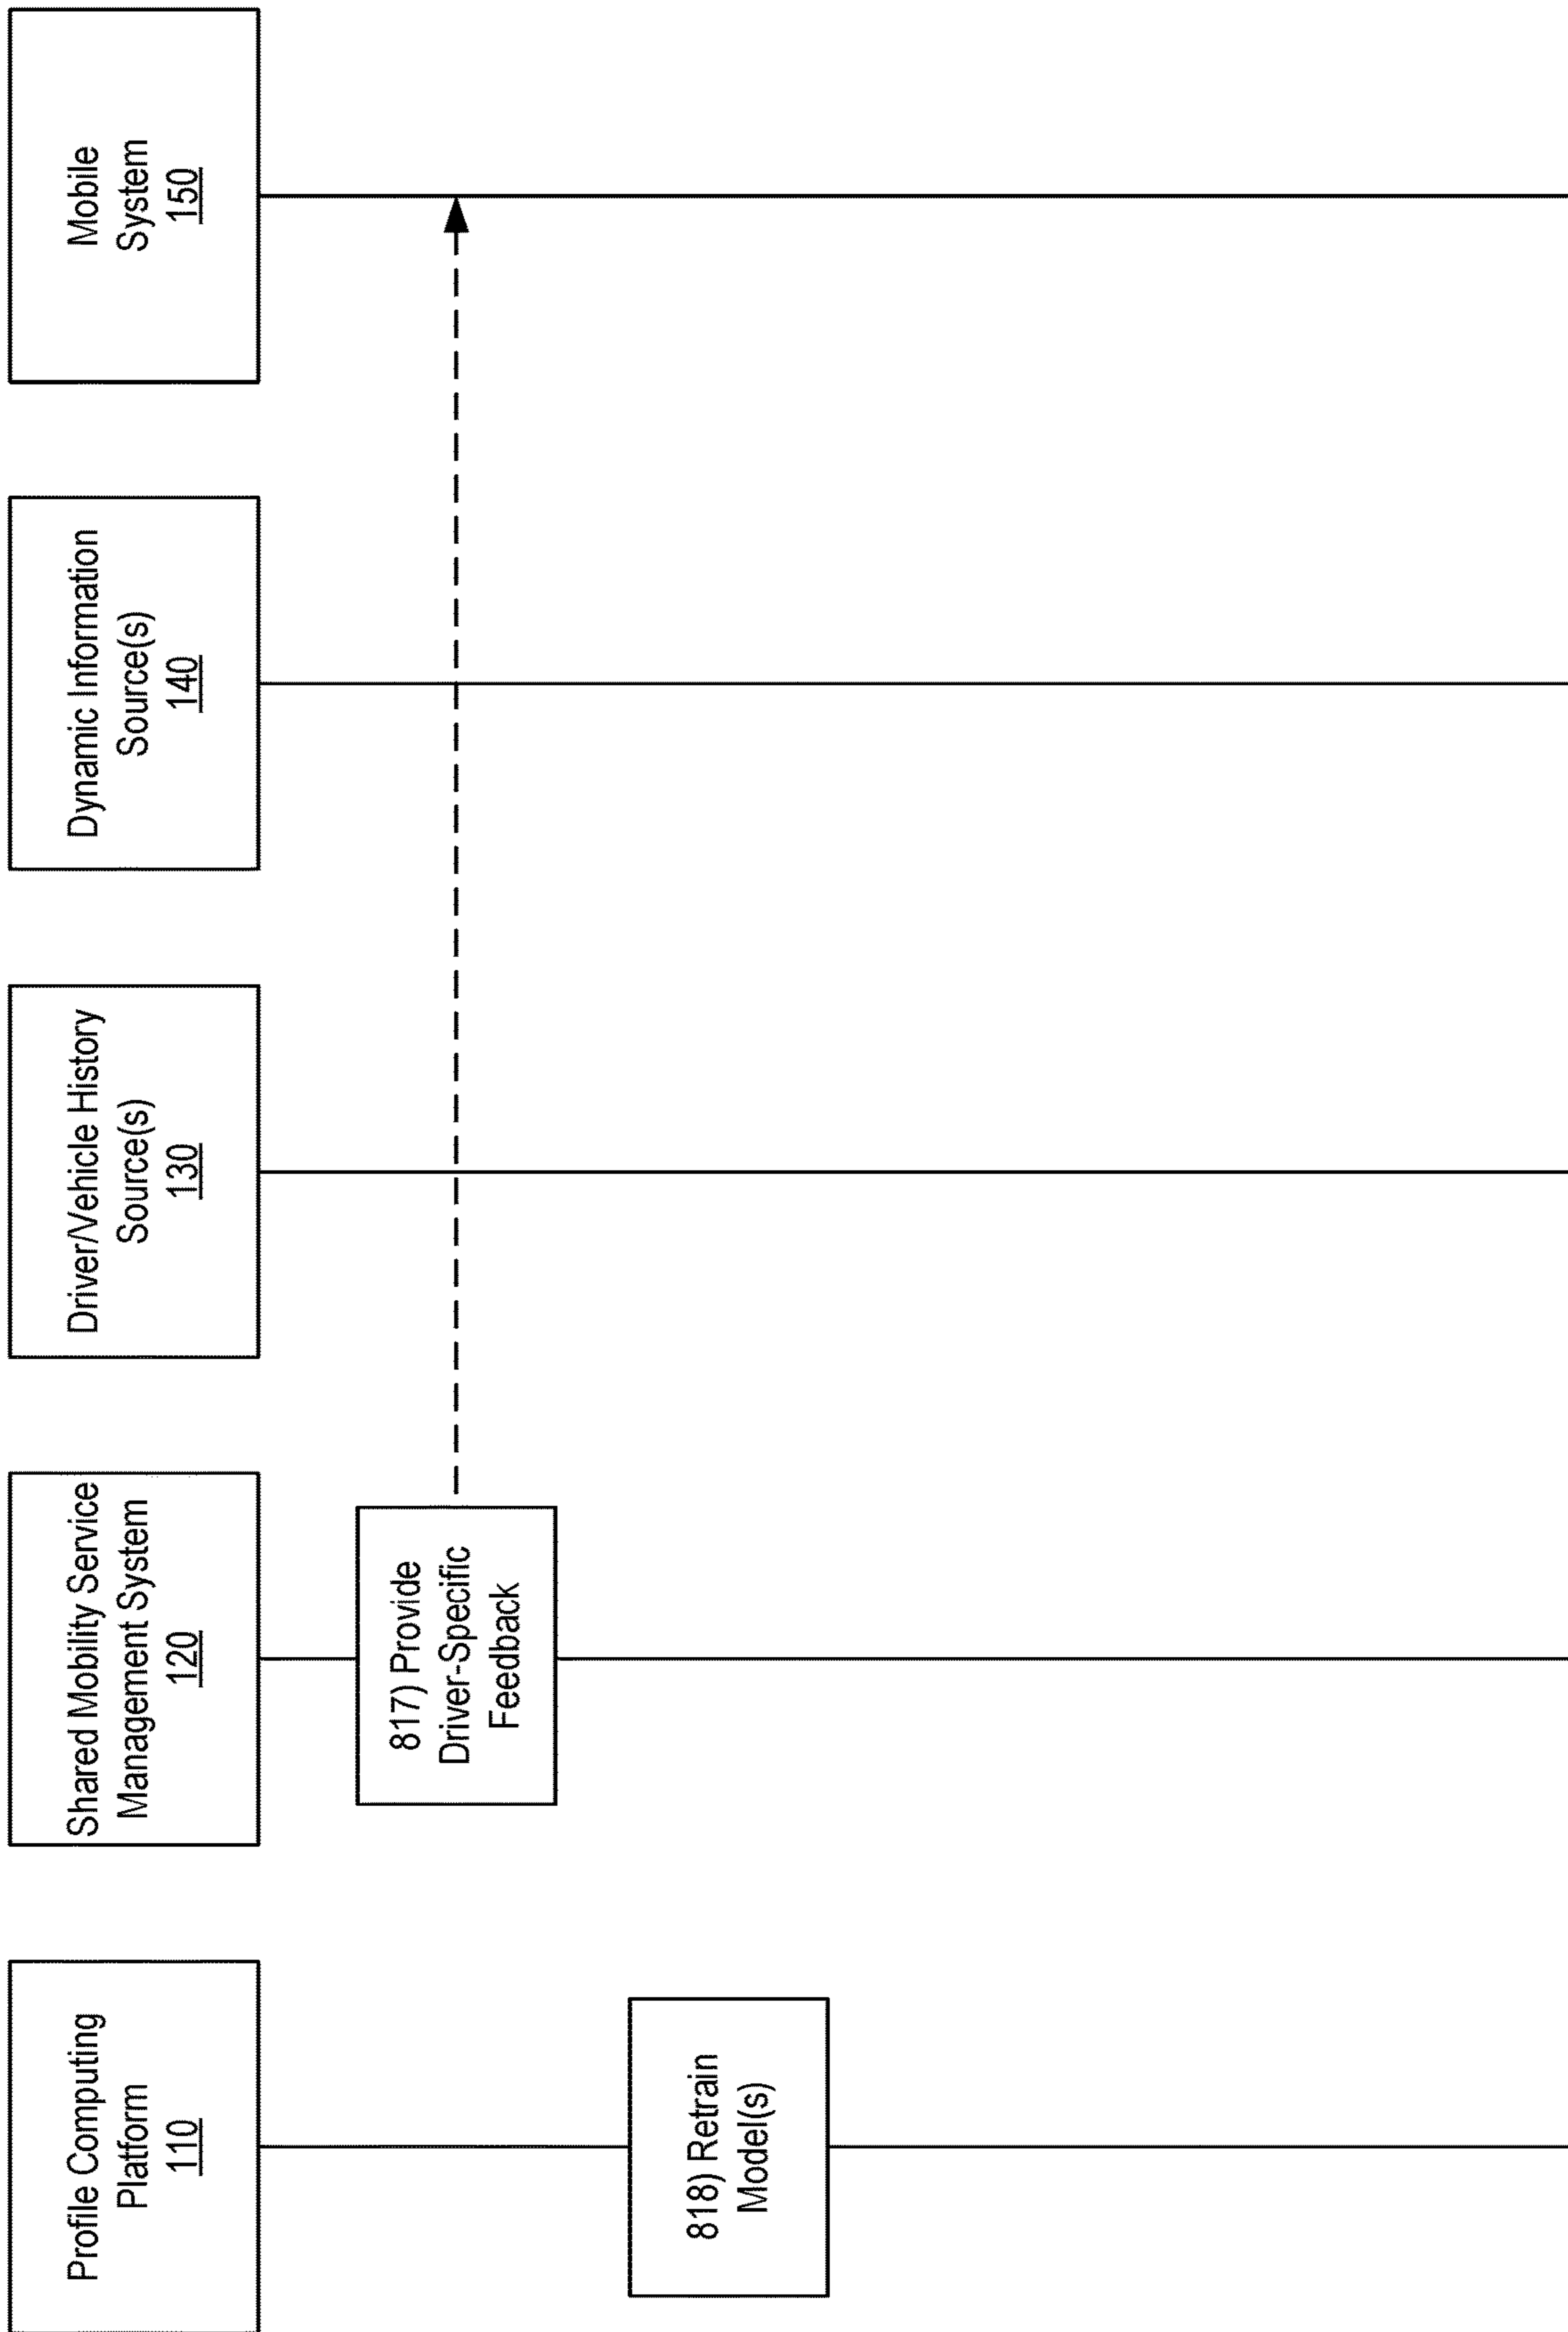 Profile Computing
Platform
110
Shared Mobility Service
Management System
120
Driver/Vehicle History
Source(s)
130
Dynamic Information
Source(s)
140
Mobile
System
150
817) Provide
Driver-Specific
Feedback
818) Retrain
Model(s)